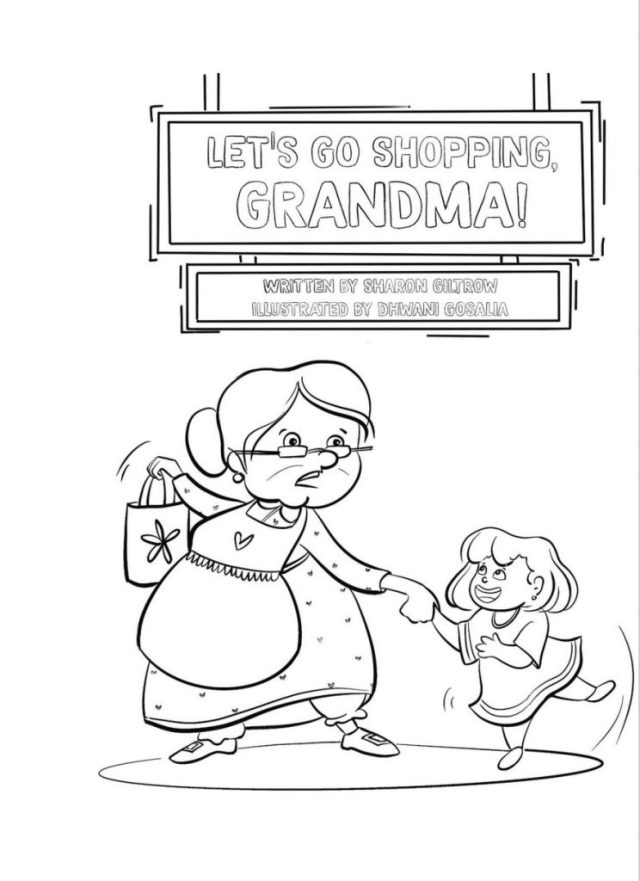 LET'S GO SHOPPING,
GRANDMA!
WRITTEN BY SHARON GILTROW
ILLUSTRATED BY DHWANI GOSALIA